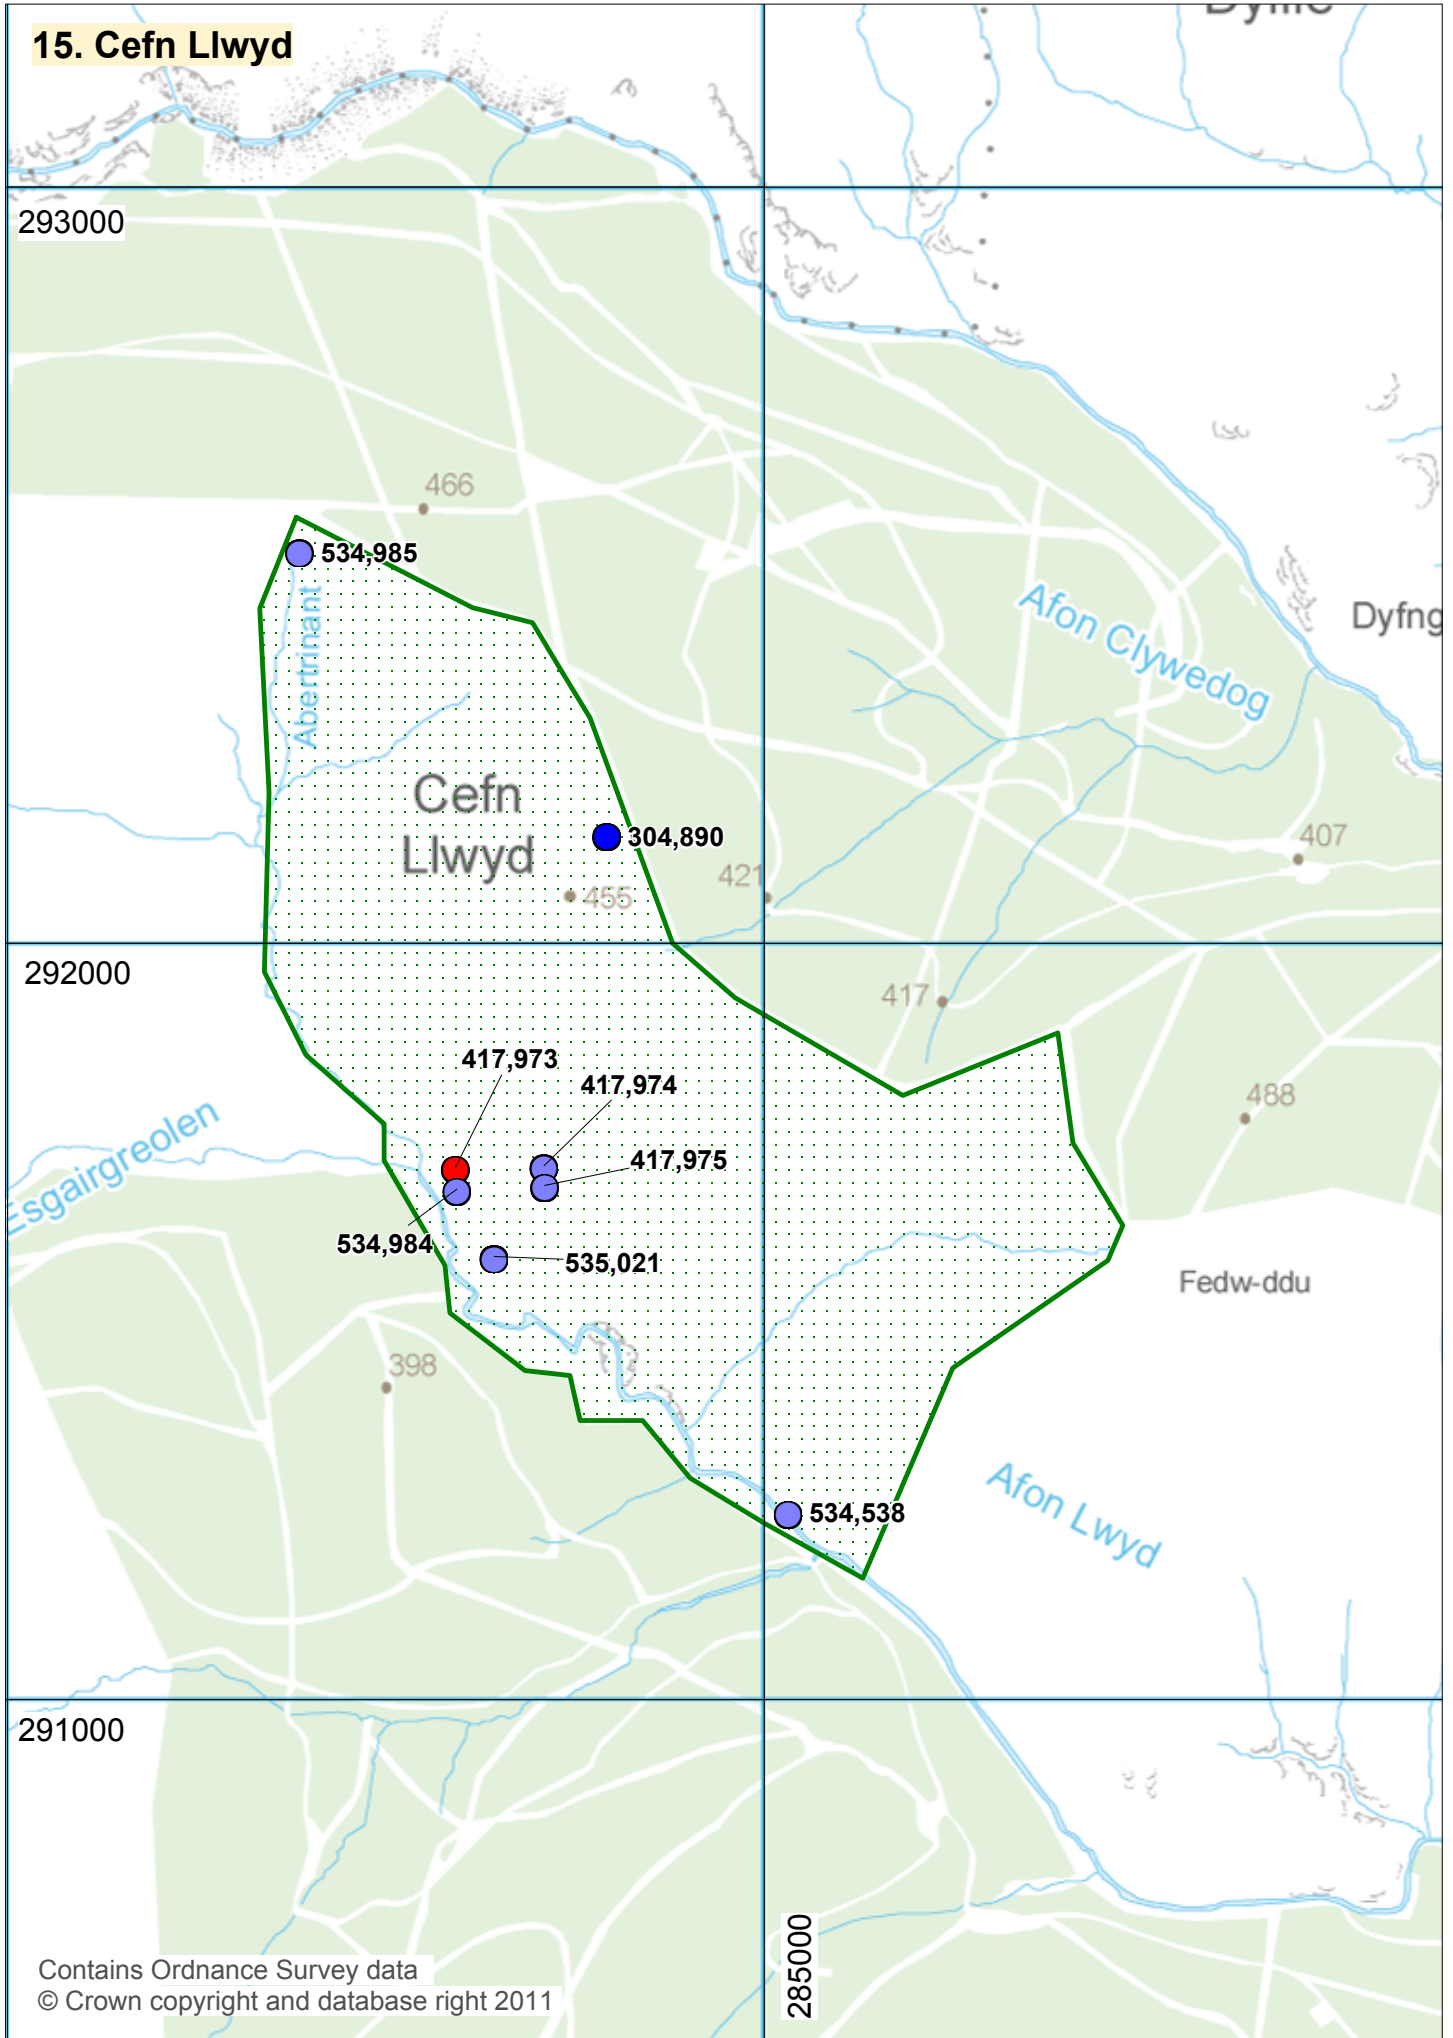 15. Cefn Llwyd
293000
466
534,985
Abertrinant
Afon Clywedog
Dyfng
Cefn
Llwyd
304,890
407
421
455
292000
417
417,973
417,974
488
417,975
Esgairgreolen
534,984
535,021
Fedw-ddu
398
Afon Lwyd
534,538
291000
285000
Contains Ordnance Survey data
© Crown copyright and database right 2011